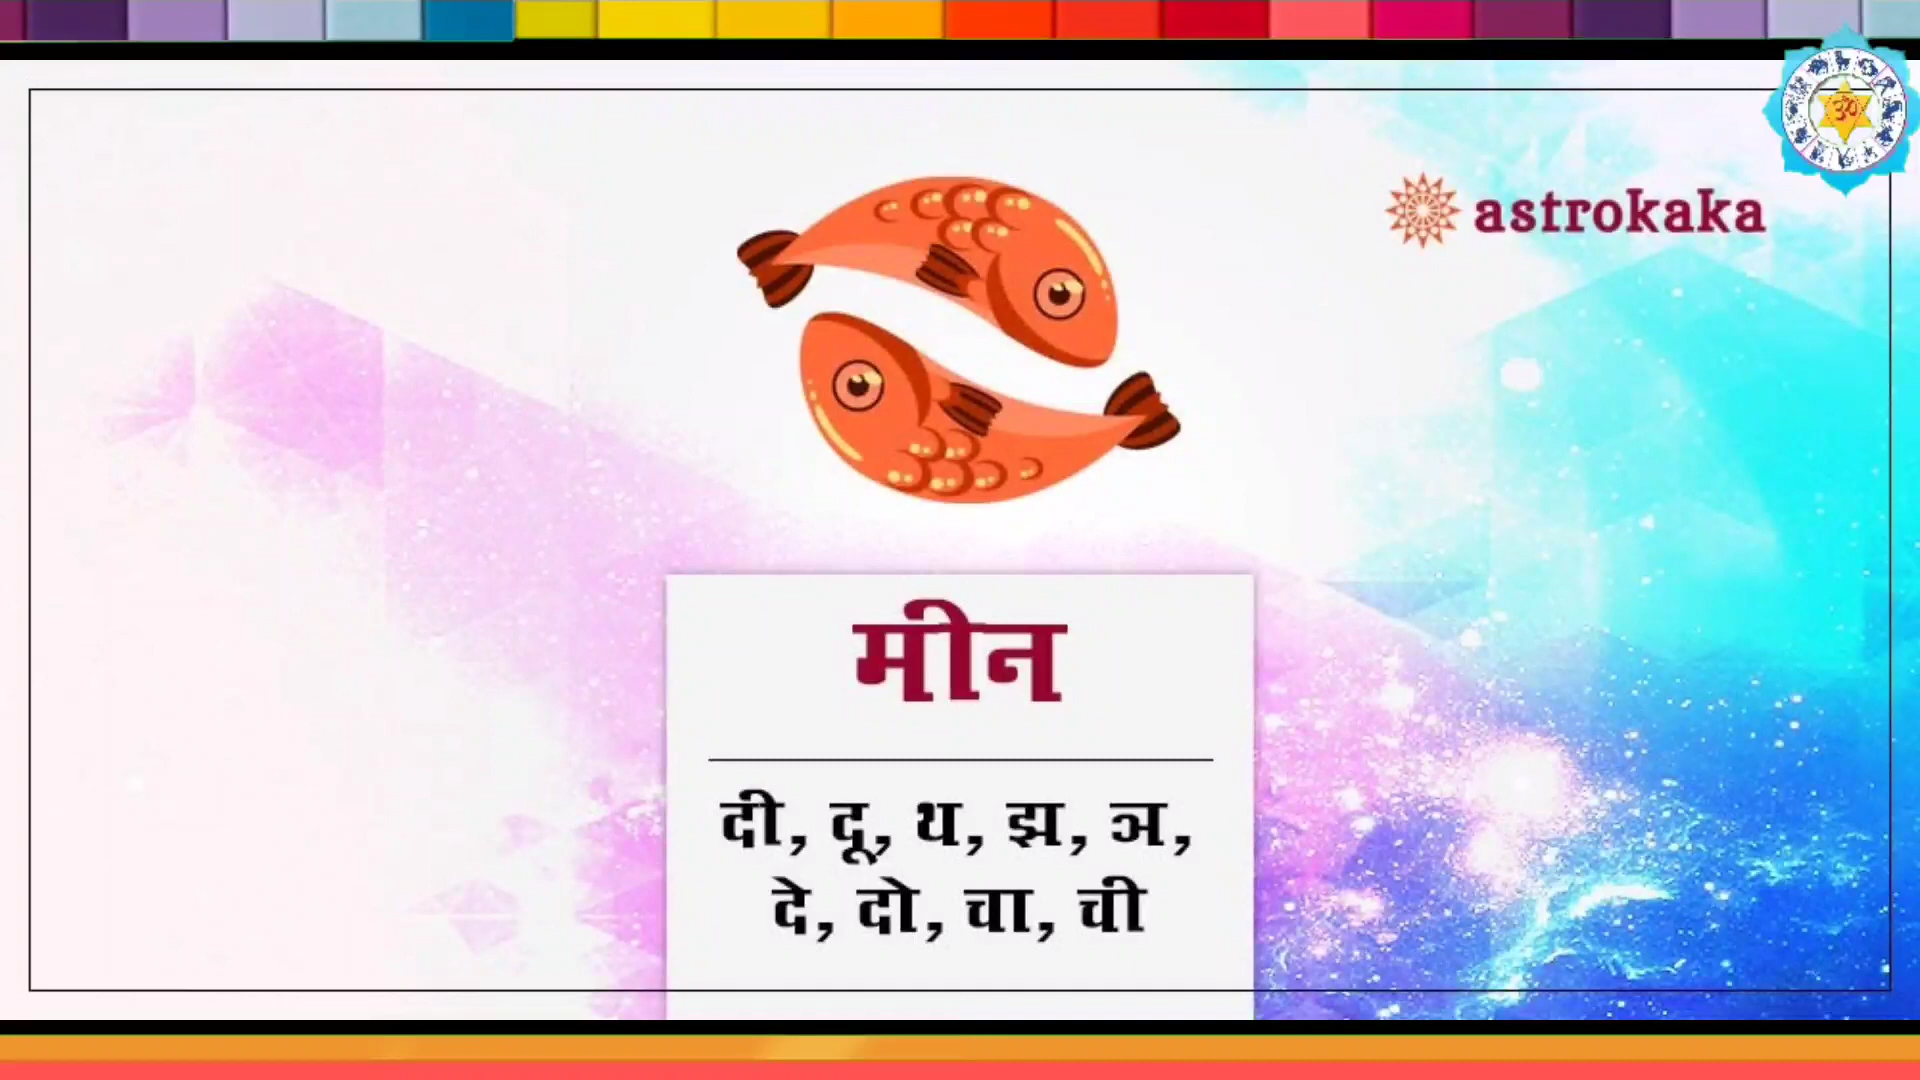 ॐ
astrokaka
मीन
दी, दू, थ, झ, ञ,
दे, दो, चा, ची